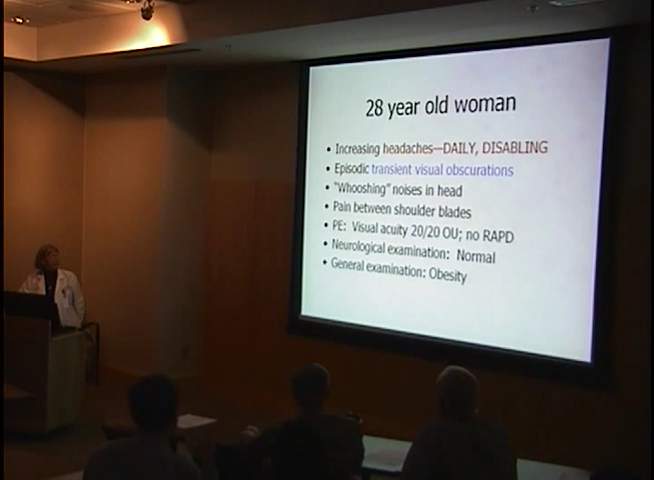 28 year old woman
• Increasing headaches—DAILY, DISABLING
• Episodic transient visual obscurations
• "Whooshing" noises in head
• Pain between shoulder blades
• PE: Visual acuity 20/20 OU; no RAPD
• Neurological examination: Normal
• General examination: Obesity